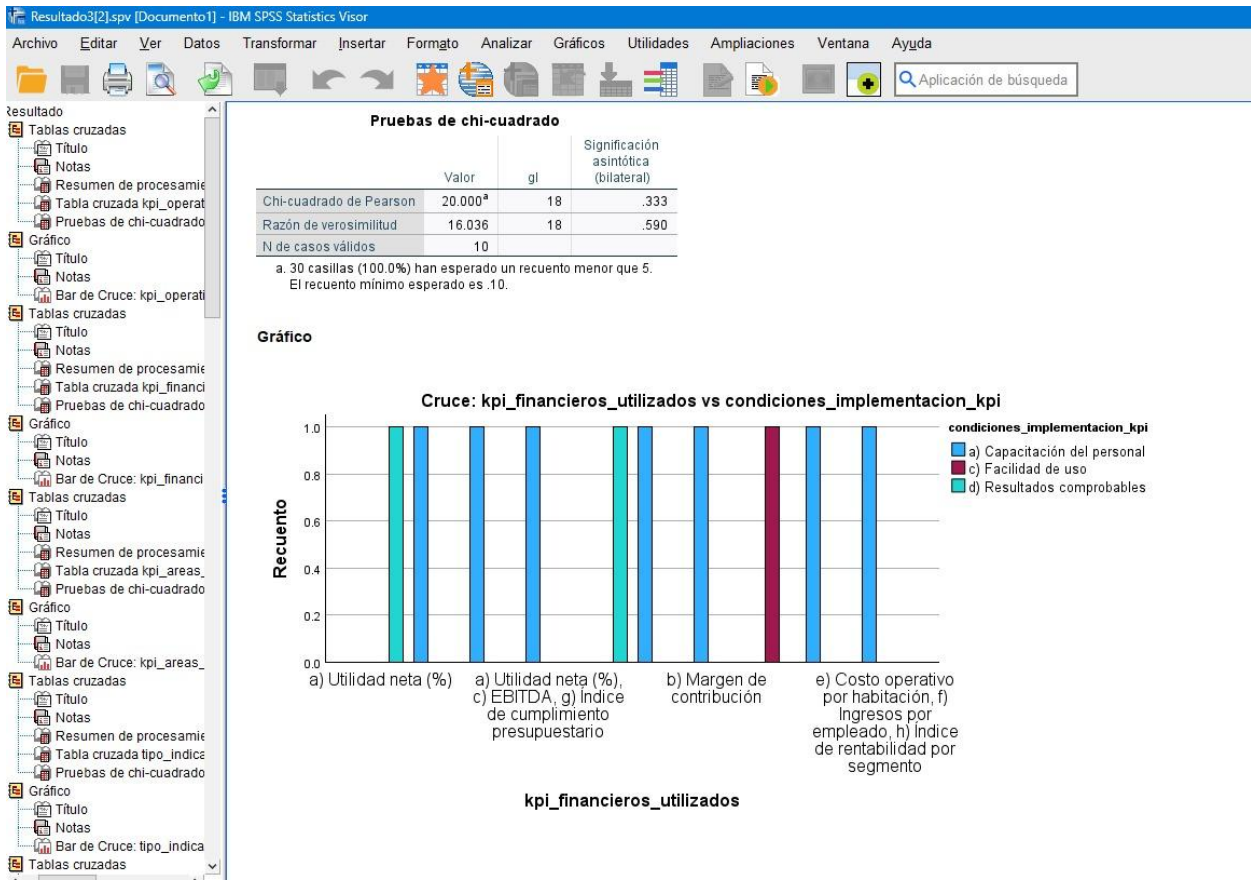 Resultado3[2].spv [Documento1] - IBM SPSS Statistics Visor
Archivo Editar Ver Datos Transformar Insertar Formato Analizar Gráficos Utilidades Ampliaciones Ventana Ayuda
Aplicación de búsqueda
Resultado
Tablas cruzadas
Título
Notas
Resumen de procesamie
Tabla cruzada kpi_operat
Pruebas de chi-cuadrado
Gráfico
Título
Notas
Bar de Cruce: kpi_operati
Tablas cruzadas
Título
Notas
Resumen de procesamie
Tabla cruzada kpi_financi
Pruebas de chi-cuadrado
Gráfico
Título
Notas
Bar de Cruce: kpi_financi
Tablas cruzadas
Título
Notas
Resumen de procesamie
Tabla cruzada kpi_areas_
Pruebas de chi-cuadrado
Gráfico
Título
Notas
Bar de Cruce: kpi_areas_
Tablas cruzadas
Título
Notas
Resumen de procesamie
Tabla cruzada tipo_indica
Pruebas de chi-cuadrado
Gráfico
Título
Notas
Bar de Cruce: tipo_indica
Tablas cruzadas
Pruebas de chi-cuadrado
Valor gl Significación
asintótica
(bilateral)
Chi-cuadrado de Pearson 20.000a 18 .333
Razón de verosimilitud 16.036 18 .590
N de casos válidos 10
a. 30 casillas (100.0%) han esperado un recuento menor que 5.
El recuento mínimo esperado es .10.
Gráfico
Cruce: kpi_financieros_utilizados vs condiciones_implementacion_kpi
condiciones_implementacion_kpi
a) Capacitación del personal
c) Facilidad de uso
d) Resultados comprobables
Recuento
1.0
0.8
0.6
0.4
0.2
0.0
a) Utilidad neta (%)
a) Utilidad neta (%),
c) EBITDA, g) Índice
de cumplimiento
presupuestario
b) Margen de
contribución
e) Costo operativo
por habitación, f)
Ingresos por
empleado, h) Índice
de rentabilidad por
segmento
kpi_financieros_utilizados